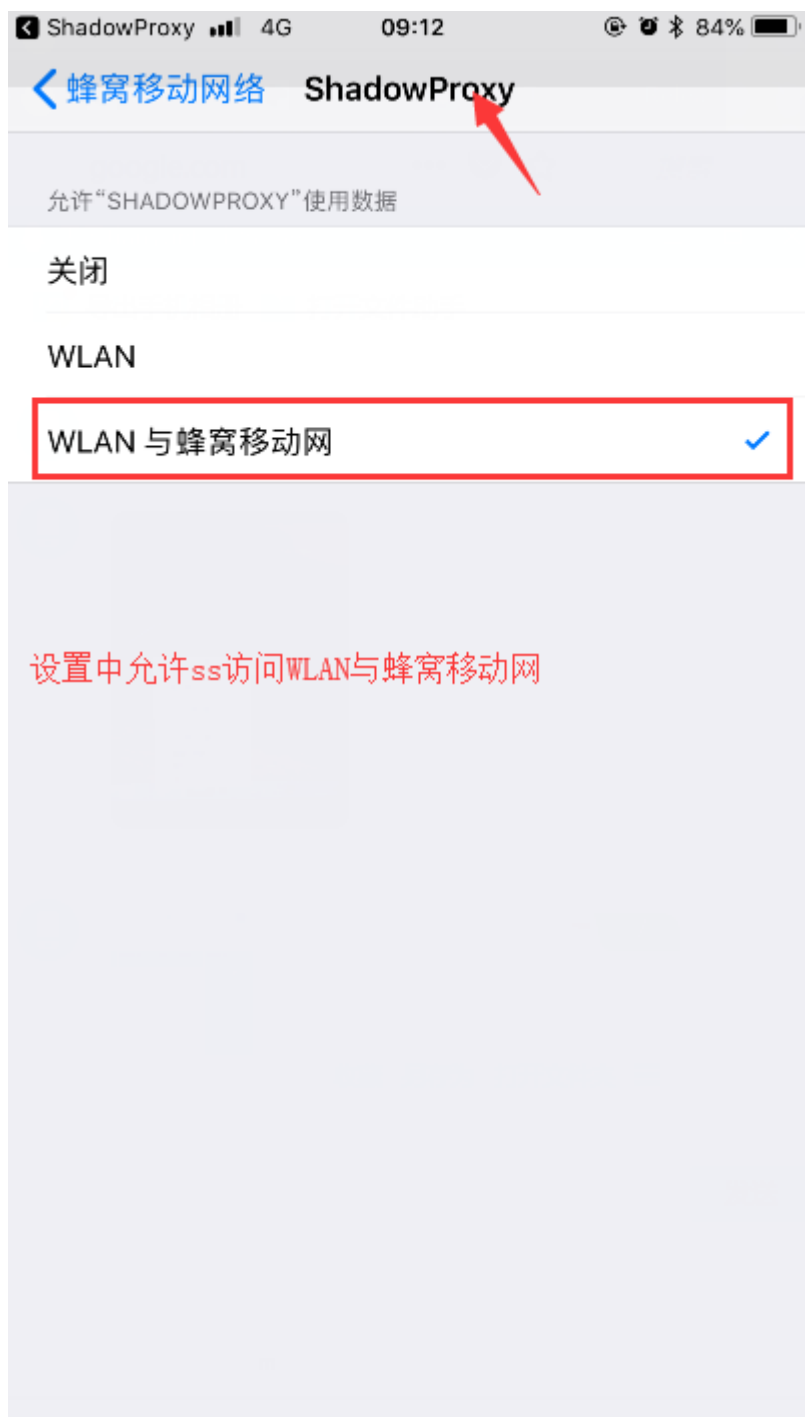 ShadowProxy 4G 09:12 84%
蜂窝移动网络 ShadowProxy
允许“SHADOWPROXY”使用数据
关闭
WLAN
WLAN 与蜂窝移动网
设置中允许ss访问WLAN与蜂窝移动网